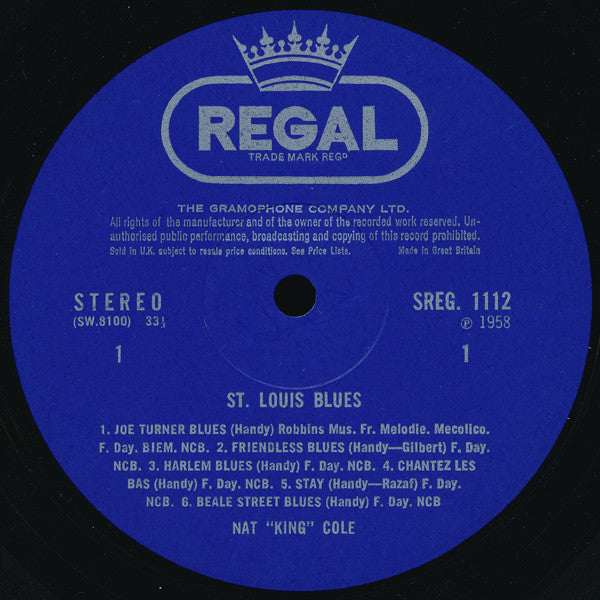 REGAL
TRADE MARK REGD
THE GRAMOPHONE COMPANY LTD.
All rights of the manufacturer and of the owner of the recorded work reserved. Un-
authorised public performance, broadcasting and copying of this record prohibited.
Sold in U.K. subject to resale price conditions. See Price Lists. Made in Great Britain
STEREO SREG. 1112
(SW.8100) 33⅓ ℗ 1958
1 1
ST. LOUIS BLUES
1. JOE TURNER BLUES (Handy) Robbins Mus. Fr. Melodie. Mecolico.
F. Day. BIEM. NCB. 2. FRIENDLESS BLUES (Handy—Gilbert) F. Day.
NCB. 3. HARLEM BLUES (Handy) F. Day. NCB. 4. CHANTEZ LES
BAS (Handy) F. Day. NCB. 5. STAY (Handy—Razaf) F. Day.
NCB. 6. BEALE STREET BLUES (Handy) F. Day. NCB
NAT "KING" COLE